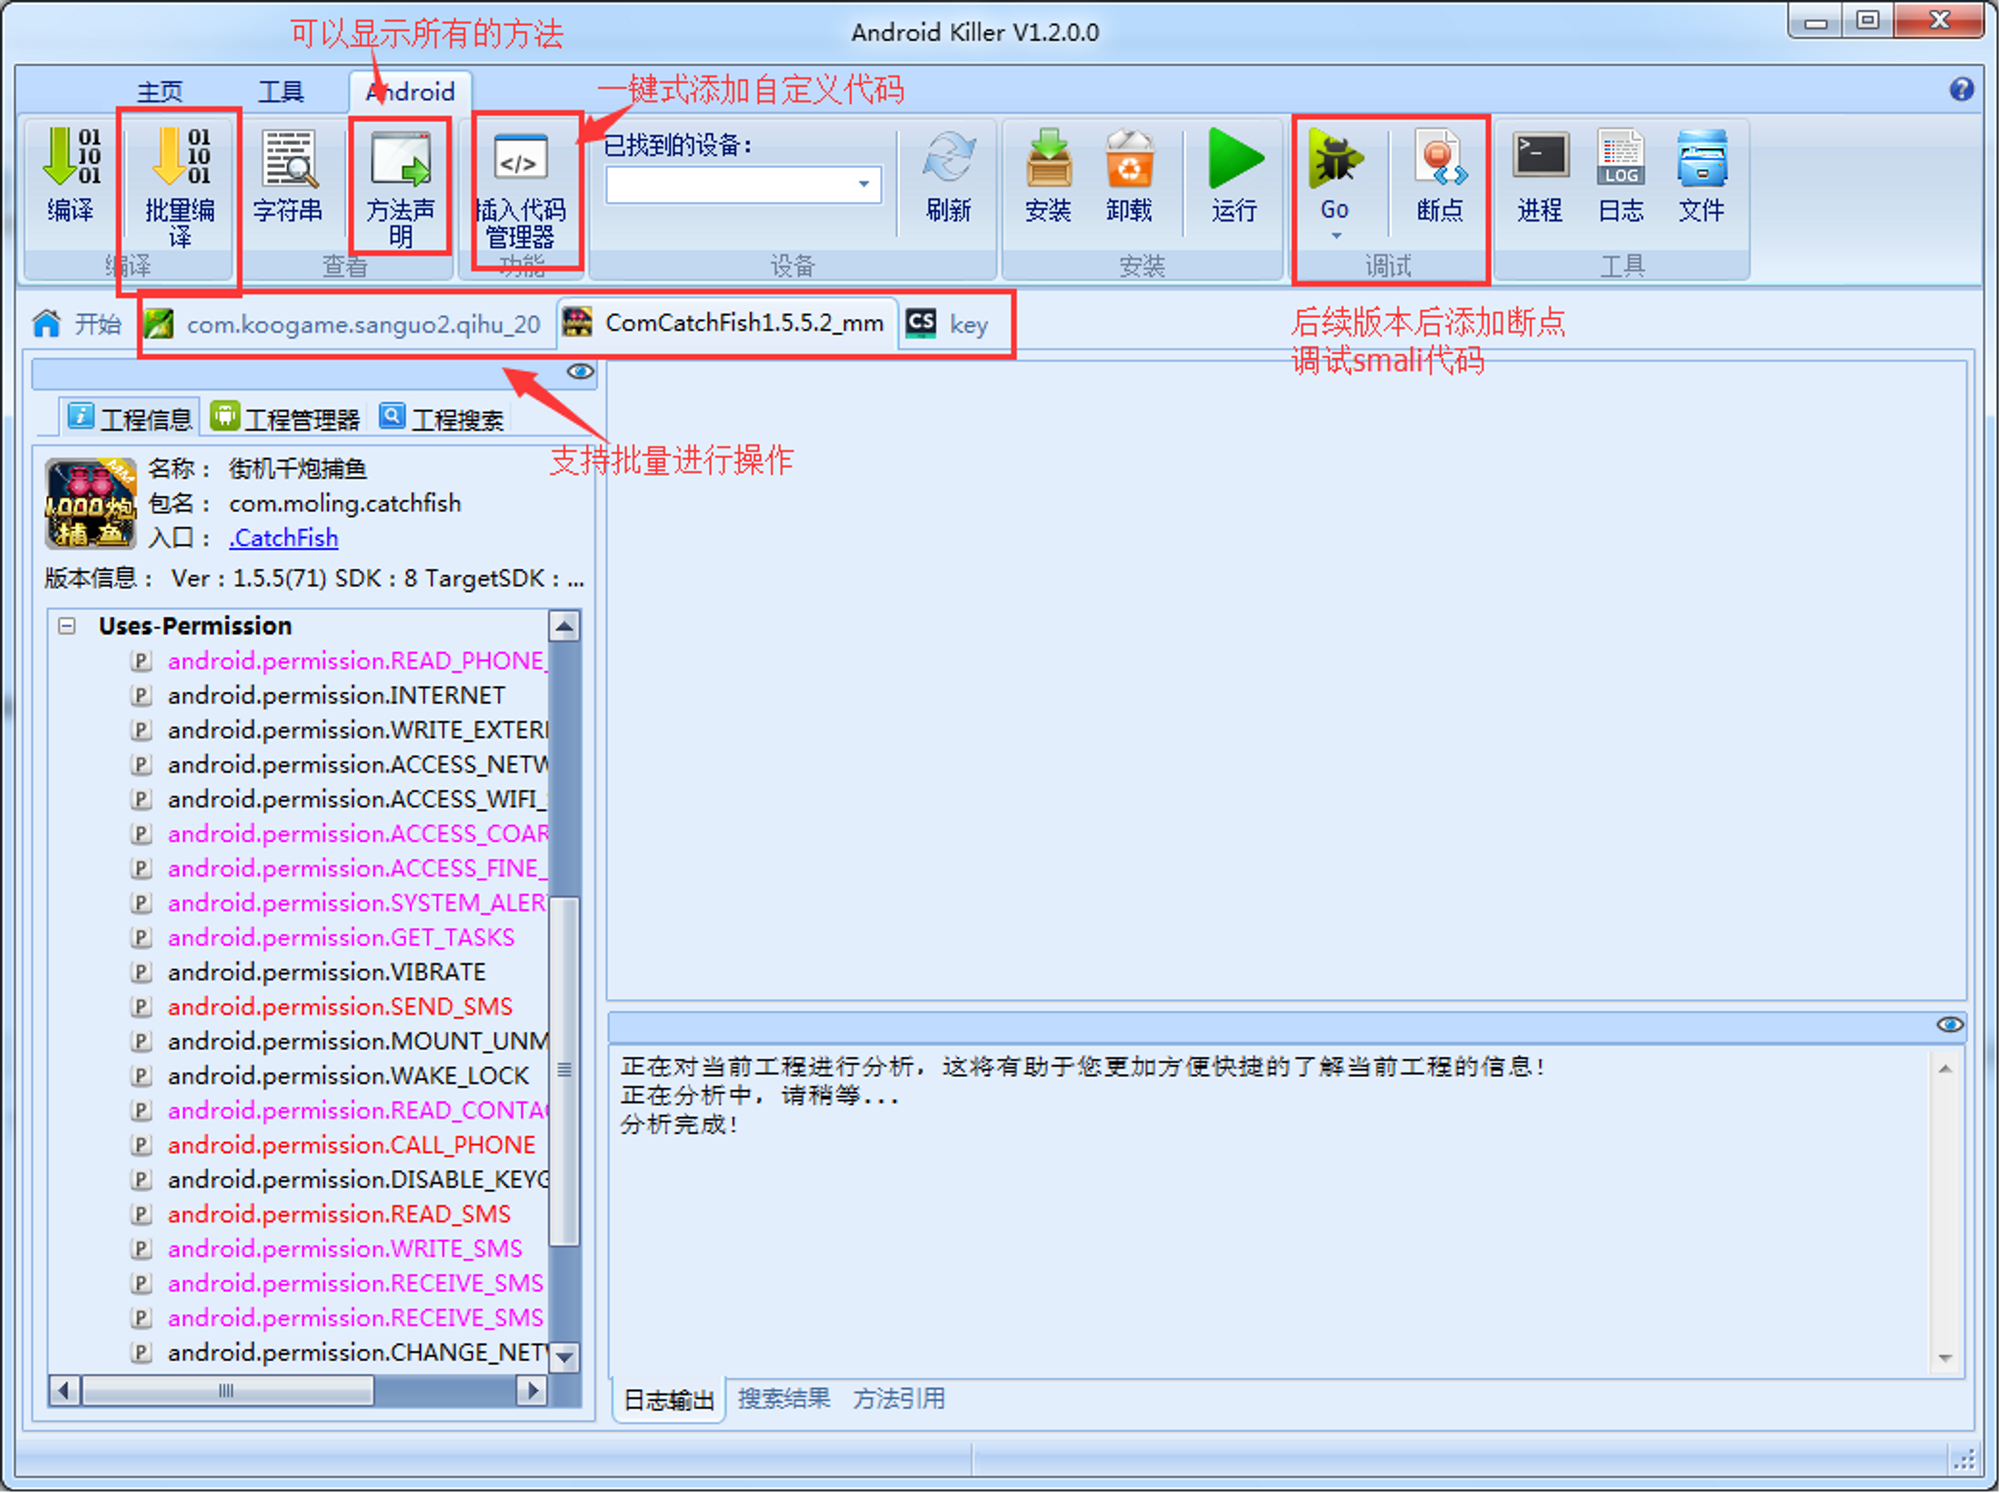 可以显示所有的方法
Android Killer V1.2.0.0
主页
工具
Android
一键式添加自定义代码
编译
批量编
译
字符串
方法声
明
插入代码
管理器
已找到的设备:
刷新
安装
卸载
运行
Go
断点
进程
LOG
日志
文件
编译
查看
功能
设备
安装
调试
工具
开始
com.koogame.sanguo2.qihu_20
ComCatchFish1.5.5.2_mm
CS
key
后续版本后添加断点
调试smali代码
工程信息
工程管理器
工程搜索
支持批量进行操作
MM
1000炮
捕鱼
名称： 街机千炮捕鱼
包名： com.moling.catchfish
入口： .CatchFish
版本信息： Ver：1.5.5(71) SDK：8 TargetSDK：...
Uses-Permission
P android.permission.READ_PHONE_
P android.permission.INTERNET
P android.permission.WRITE_EXTER
P android.permission.ACCESS_NETW
P android.permission.ACCESS_WIFI_
P android.permission.ACCESS_COAR
P android.permission.ACCESS_FINE_
P android.permission.SYSTEM_ALER
P android.permission.GET_TASKS
P android.permission.VIBRATE
P android.permission.SEND_SMS
P android.permission.MOUNT_UNM
P android.permission.WAKE_LOCK
P android.permission.READ_CONTAC
P android.permission.CALL_PHONE
P android.permission.DISABLE_KEYG
P android.permission.READ_SMS
P android.permission.WRITE_SMS
P android.permission.RECEIVE_SMS
P android.permission.RECEIVE_SMS
P android.permission.CHANGE_NETW
正在对当前工程进行分析，这将有助于您更加方便快捷的了解当前工程的信息！
正在分析中，请稍等...
分析完成！
日志输出
搜索结果
方法引用